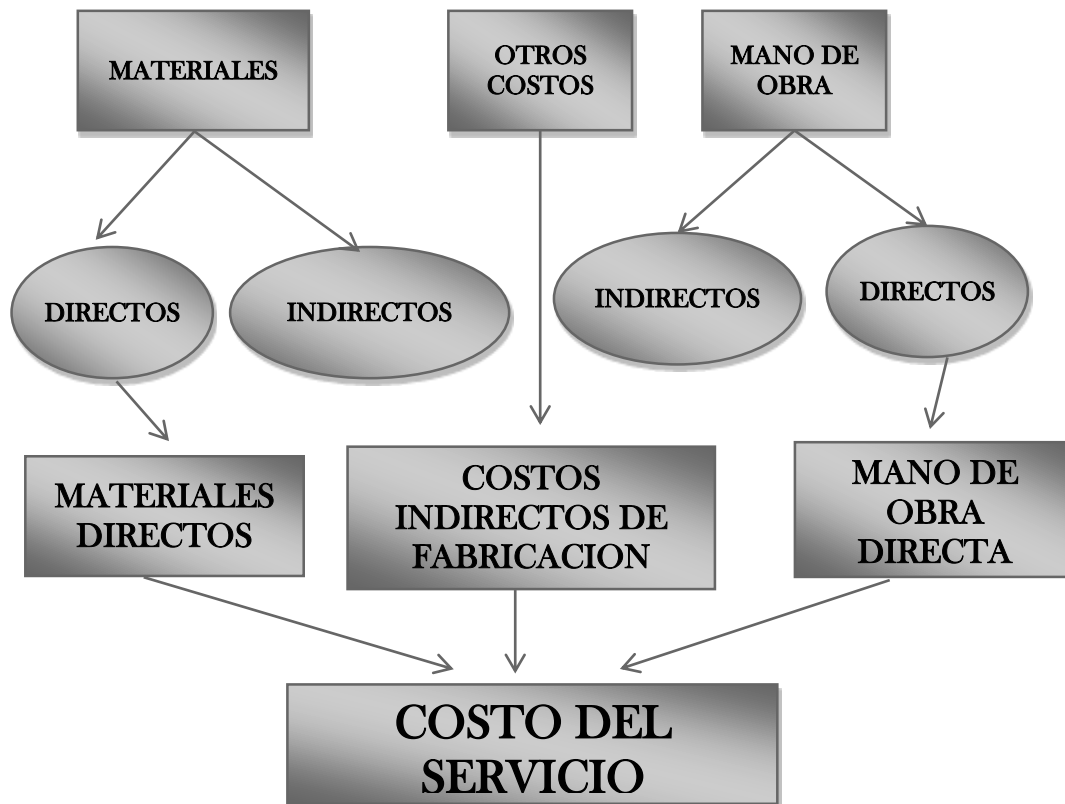 MATERIALES
OTROS
COSTOS
MANO DE
OBRA
DIRECTOS
INDIRECTOS
INDIRECTOS
DIRECTOS
MATERIALES
DIRECTOS
COSTOS
INDIRECTOS DE
FABRICACION
MANO DE
OBRA
DIRECTA
COSTO DEL
SERVICIO